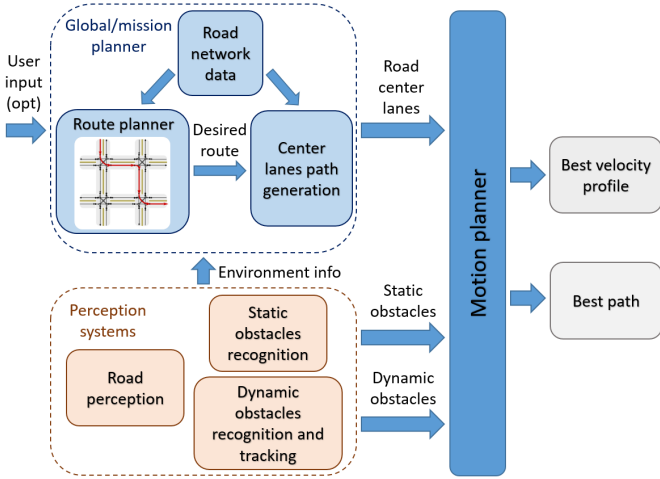 Global/mission
planner
Road
network
data
User
input
(opt)
Route planner
Desired
route
Center
lanes path
generation
Road
center
lanes
Motion planner
Best velocity
profile
Best path
Environment info
Perception
systems
Static
obstacles
recognition
Road
perception
Dynamic
obstacles
recognition and
tracking
Static
obstacles
Dynamic
obstacles